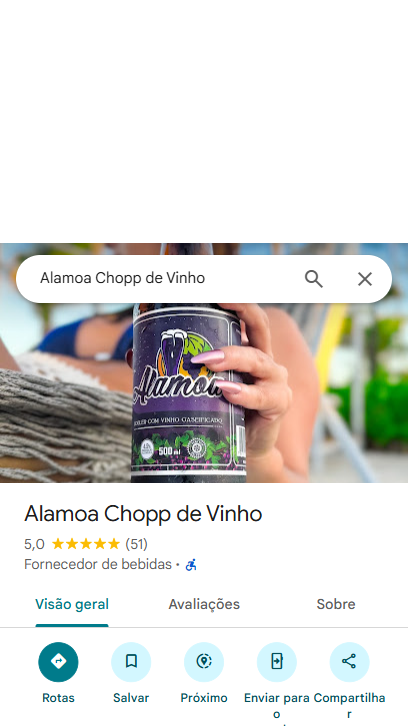 Alamoa Chopp de Vinho
Alamoa
COOLER COM VINHO GASEIFICADO
500 ml
Alamoa Chopp de Vinho
5,0 (51)
Fornecedor de bebidas ·
Visão geral Avaliações Sobre
Rotas Salvar Próximo Enviar para o Compartilhar